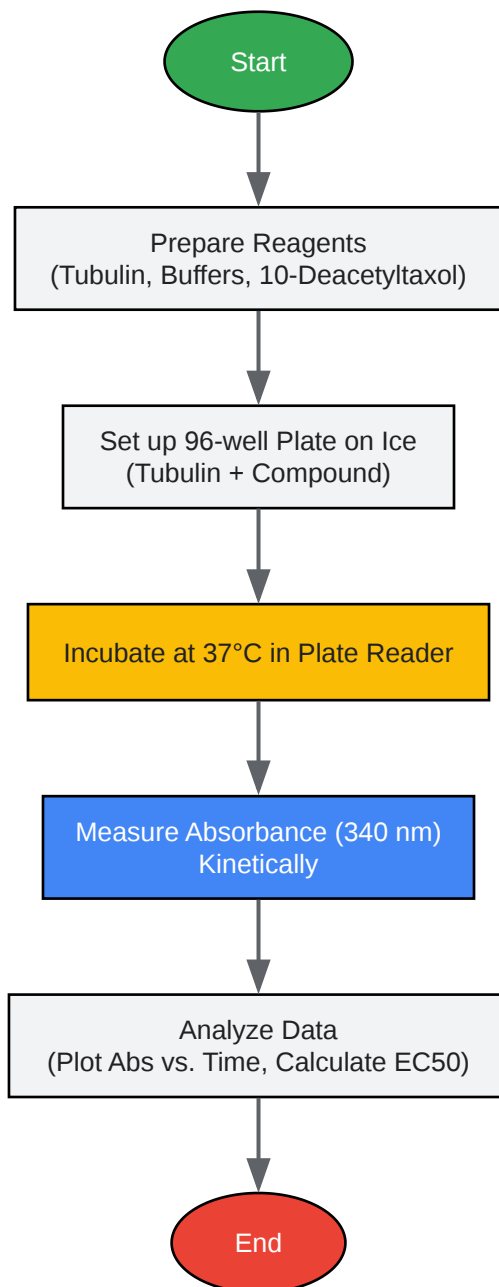 Start
Prepare Reagents
(Tubulin, Buffers, 10-Deacetyltaxol)
Set up 96-well Plate on Ice
(Tubulin + Compound)
Incubate at 37°C in Plate Reader
Measure Absorbance (340 nm)
Kinetically
Analyze Data
(Plot Abs vs. Time, Calculate EC50)
End